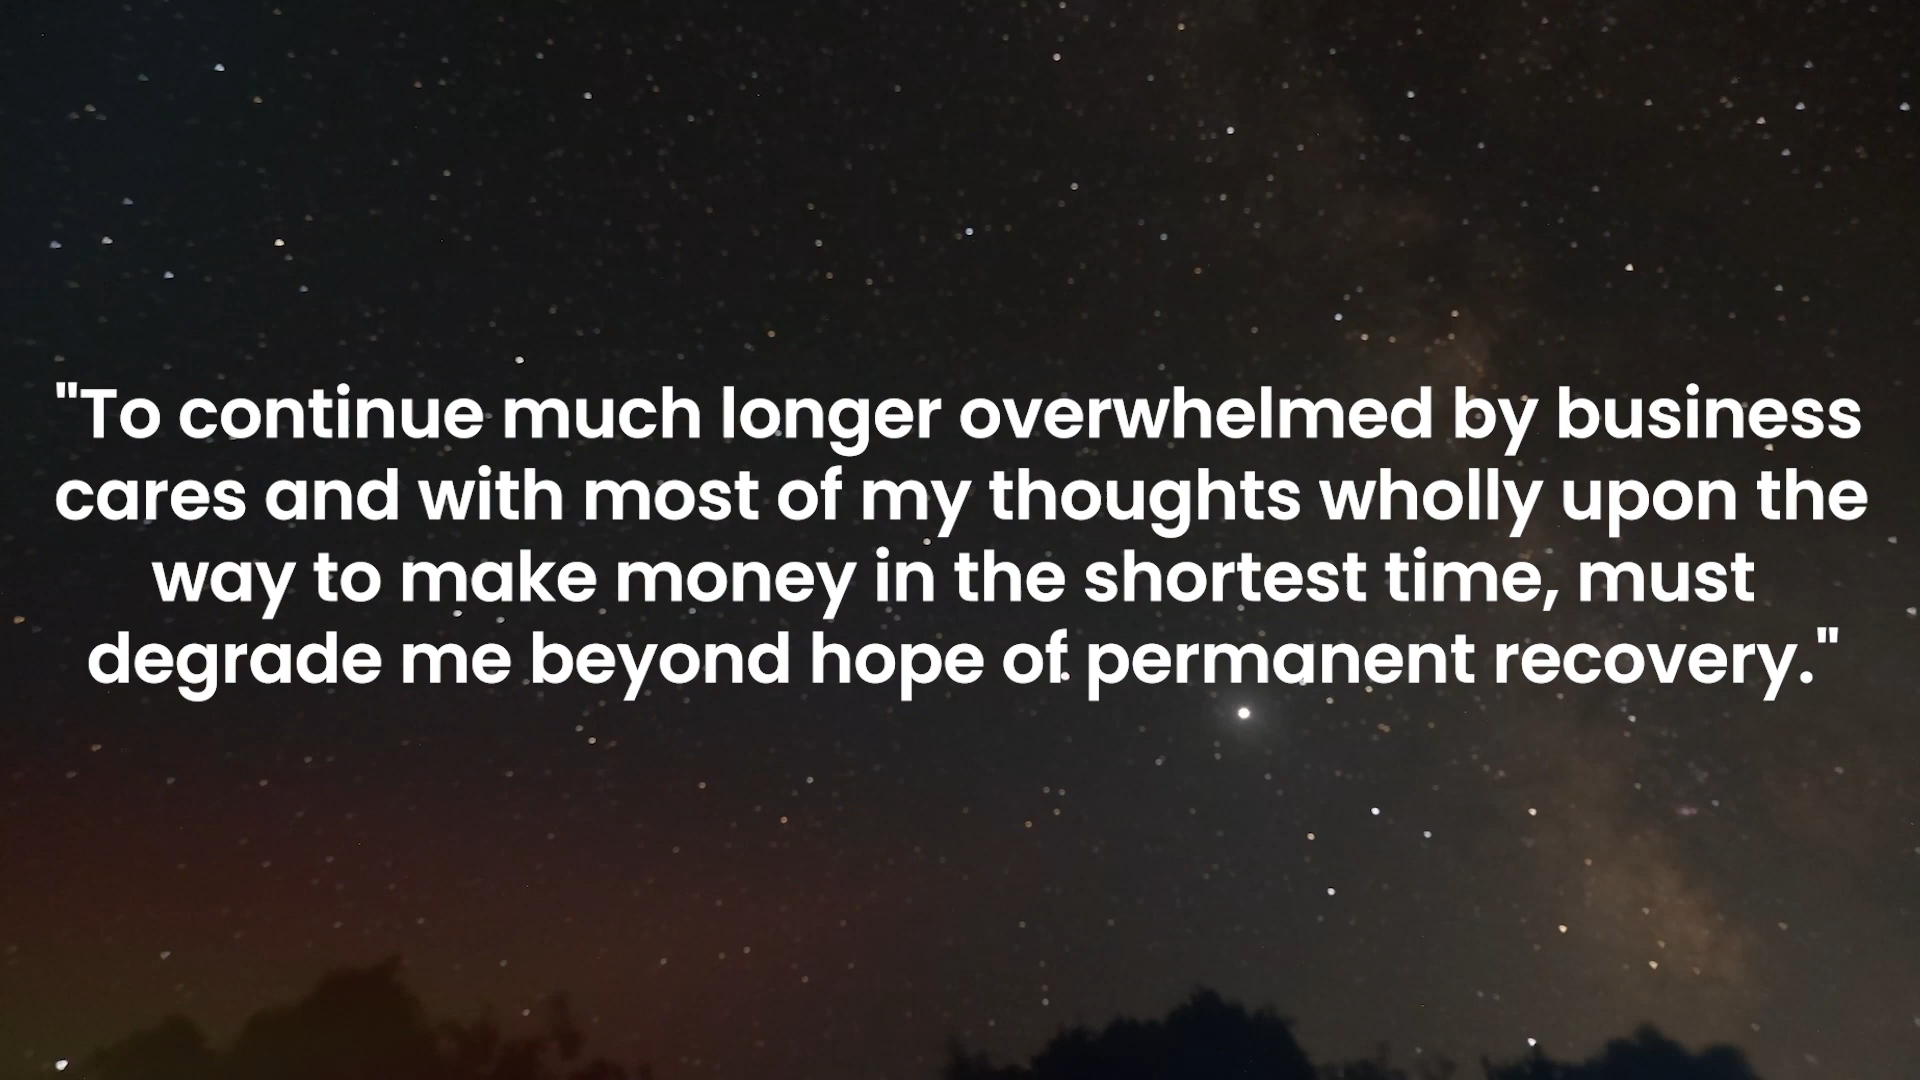 "To continue much longer overwhelmed by business
cares and with most of my thoughts wholly upon the
way to make money in the shortest time, must
degrade me beyond hope of permanent recovery."